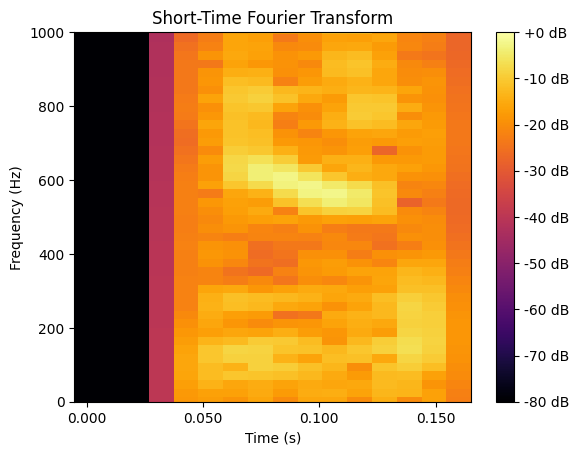 Short-Time Fourier Transform
Frequency (Hz)
1000
800
600
400
200
0
0.000
0.050
0.100
0.150
Time (s)
+0 dB
-10 dB
-20 dB
-30 dB
-40 dB
-50 dB
-60 dB
-70 dB
-80 dB